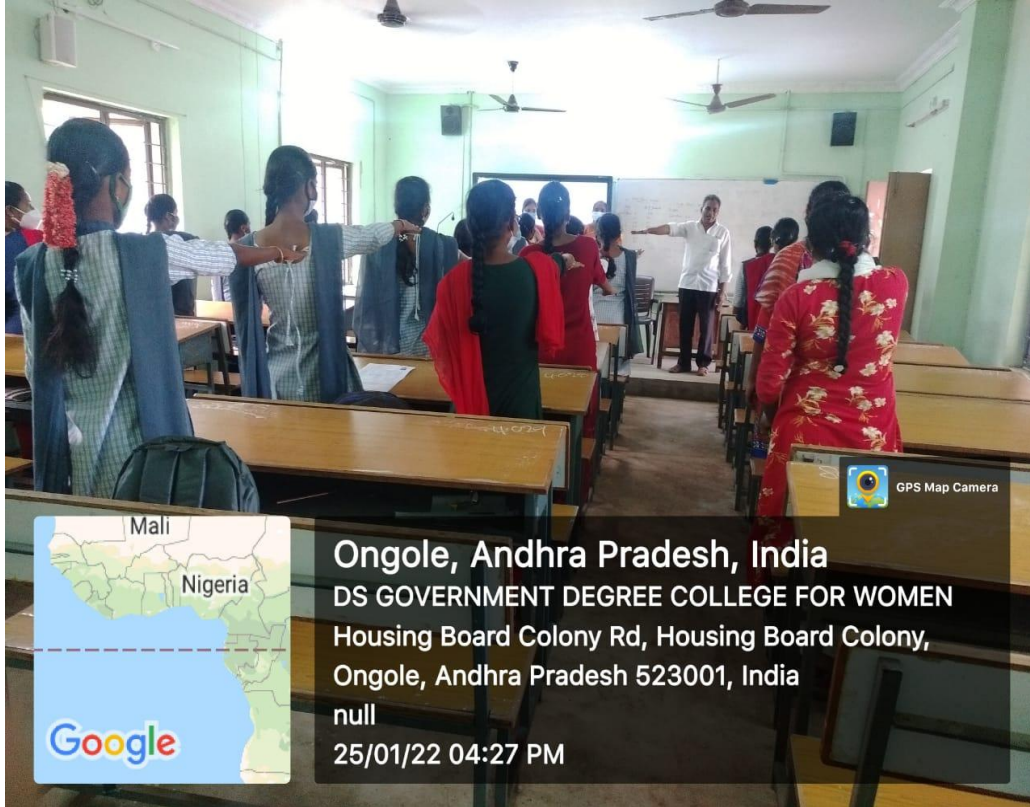 GPS Map Camera
Mali
Nigeria
Google
Ongole, Andhra Pradesh, India
DS GOVERNMENT DEGREE COLLEGE FOR WOMEN
Housing Board Colony Rd, Housing Board Colony,
Ongole, Andhra Pradesh 523001, India
null
25/01/22 04:27 PM